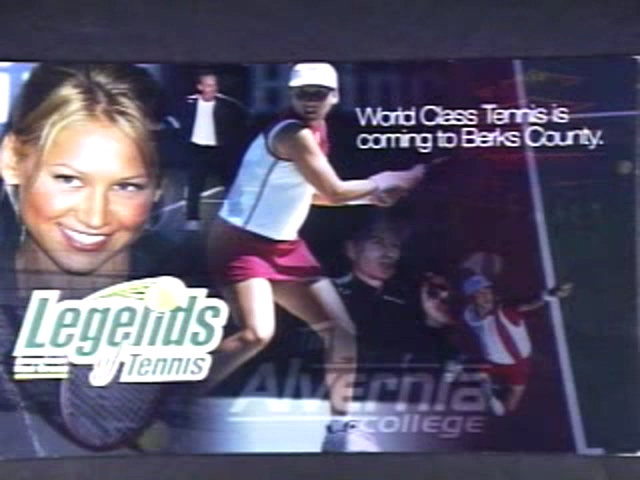 World Class Tennis is
coming to Berks County.
Legends
of Tennis
Alvernia
college